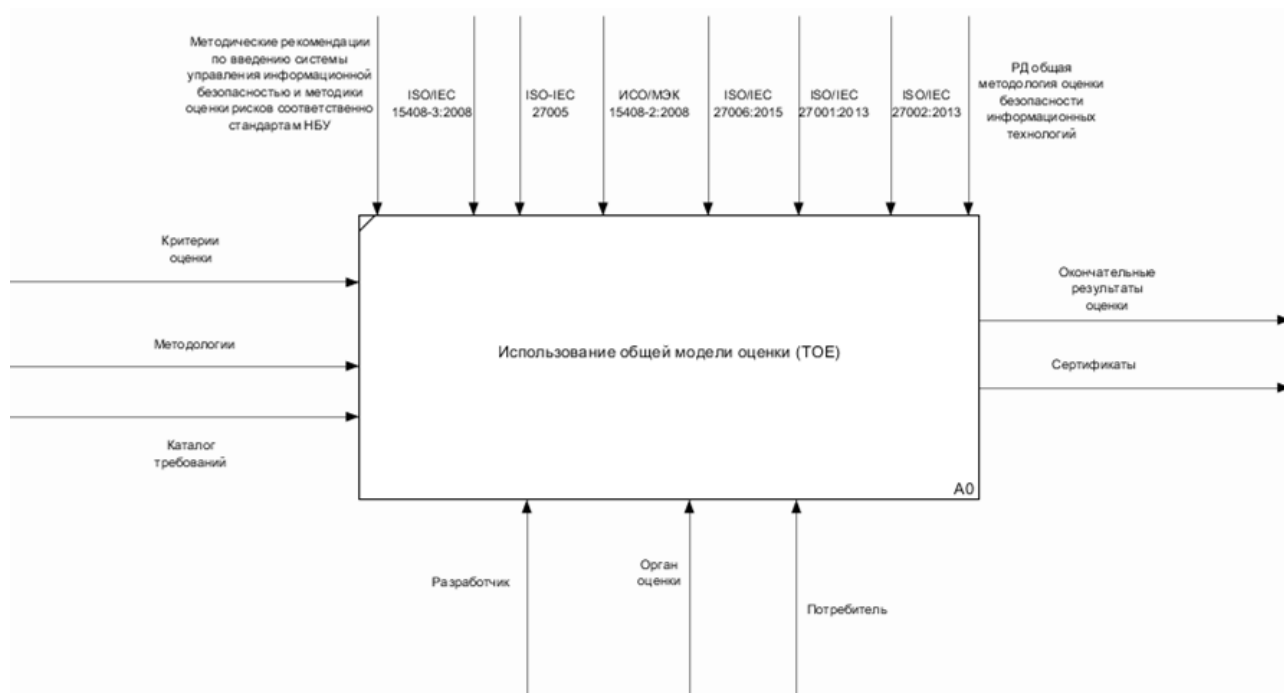 Методические рекомендации
по введению системы
управления информационной
безопасностью и методики
оценки рисков соответственно
стандартам НБУ
ISO/IEC
15408-3:2008
ISO-IEC
27005
ИСО/МЭК
15408-2:2008
ISO/IEC
27006:2015
ISO/IEC
27001:2013
ISO/IEC
27002:2013
РД общая
методология оценки
безопасности
информационных
технологий
Критерии
оценки
Методологии
Каталог
требований
Использование общей модели оценки (TOE)
A0
Окончательные
результаты
оценки
Сертификаты
Разработчик
Орган
оценки
Потребитель